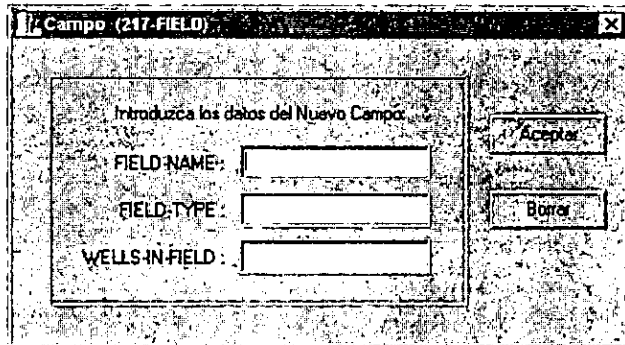 Campo (217-FIELD)
Introduzca los datos del Nuevo Campo:
FIELD-NAME :
FIELD-TYPE :
WELLS-IN-FIELD :
Aceptar
Borrar